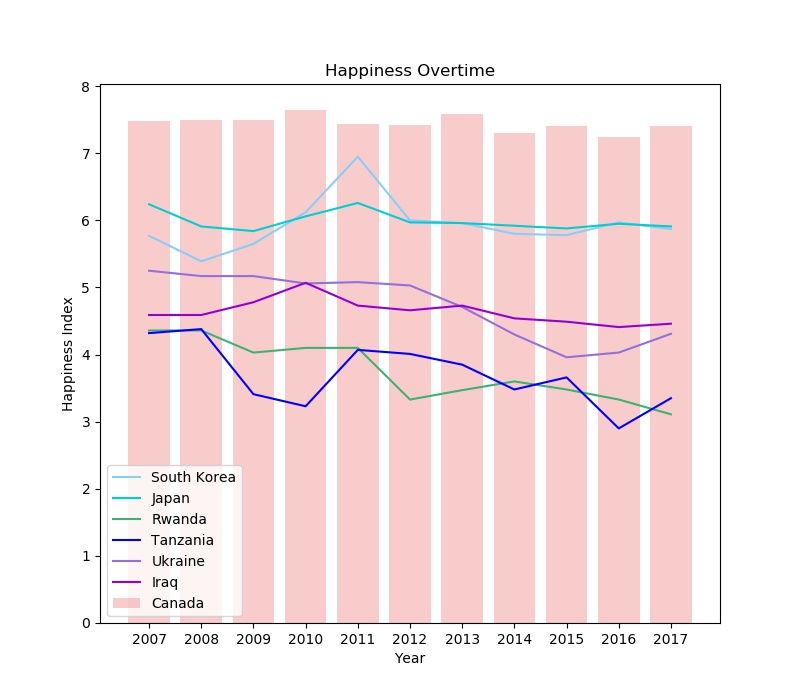 Happiness Overtime
8
7
6
5
4
3
2
1
0
Happiness Index
South Korea
Japan
Rwanda
Tanzania
Ukraine
Iraq
Canada
2007 2008 2009 2010 2011 2012 2013 2014 2015 2016 2017
Year